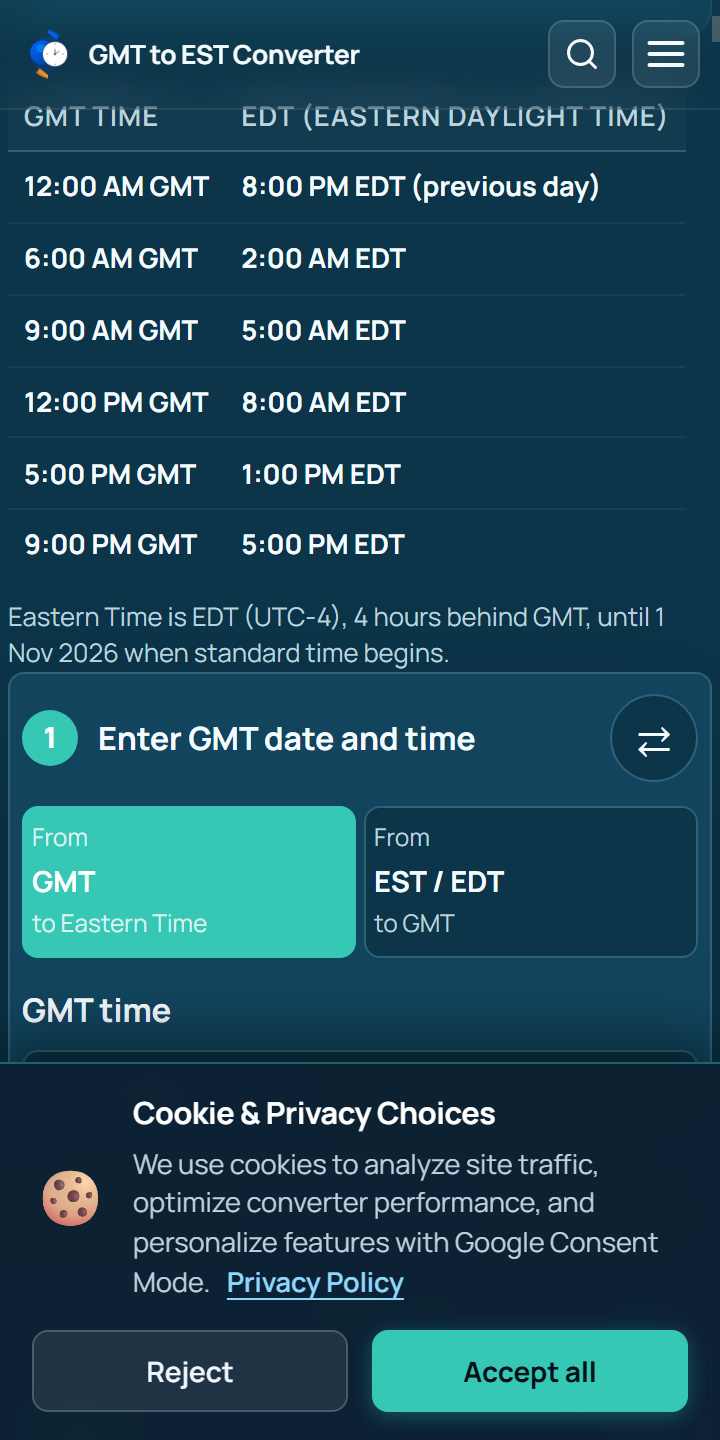 GMT to EST Converter
GMT TIME EDT (EASTERN DAYLIGHT TIME)
12:00 AM GMT 8:00 PM EDT (previous day)
6:00 AM GMT 2:00 AM EDT
9:00 AM GMT 5:00 AM EDT
12:00 PM GMT 8:00 AM EDT
5:00 PM GMT 1:00 PM EDT
9:00 PM GMT 5:00 PM EDT
Eastern Time is EDT (UTC-4), 4 hours behind GMT, until 1
Nov 2026 when standard time begins.
1 Enter GMT date and time
From
GMT
to Eastern Time
From
EST / EDT
to GMT
GMT time
Cookie & Privacy Choices
We use cookies to analyze site traffic,
optimize converter performance, and
personalize features with Google Consent
Mode. Privacy Policy
Reject Accept all